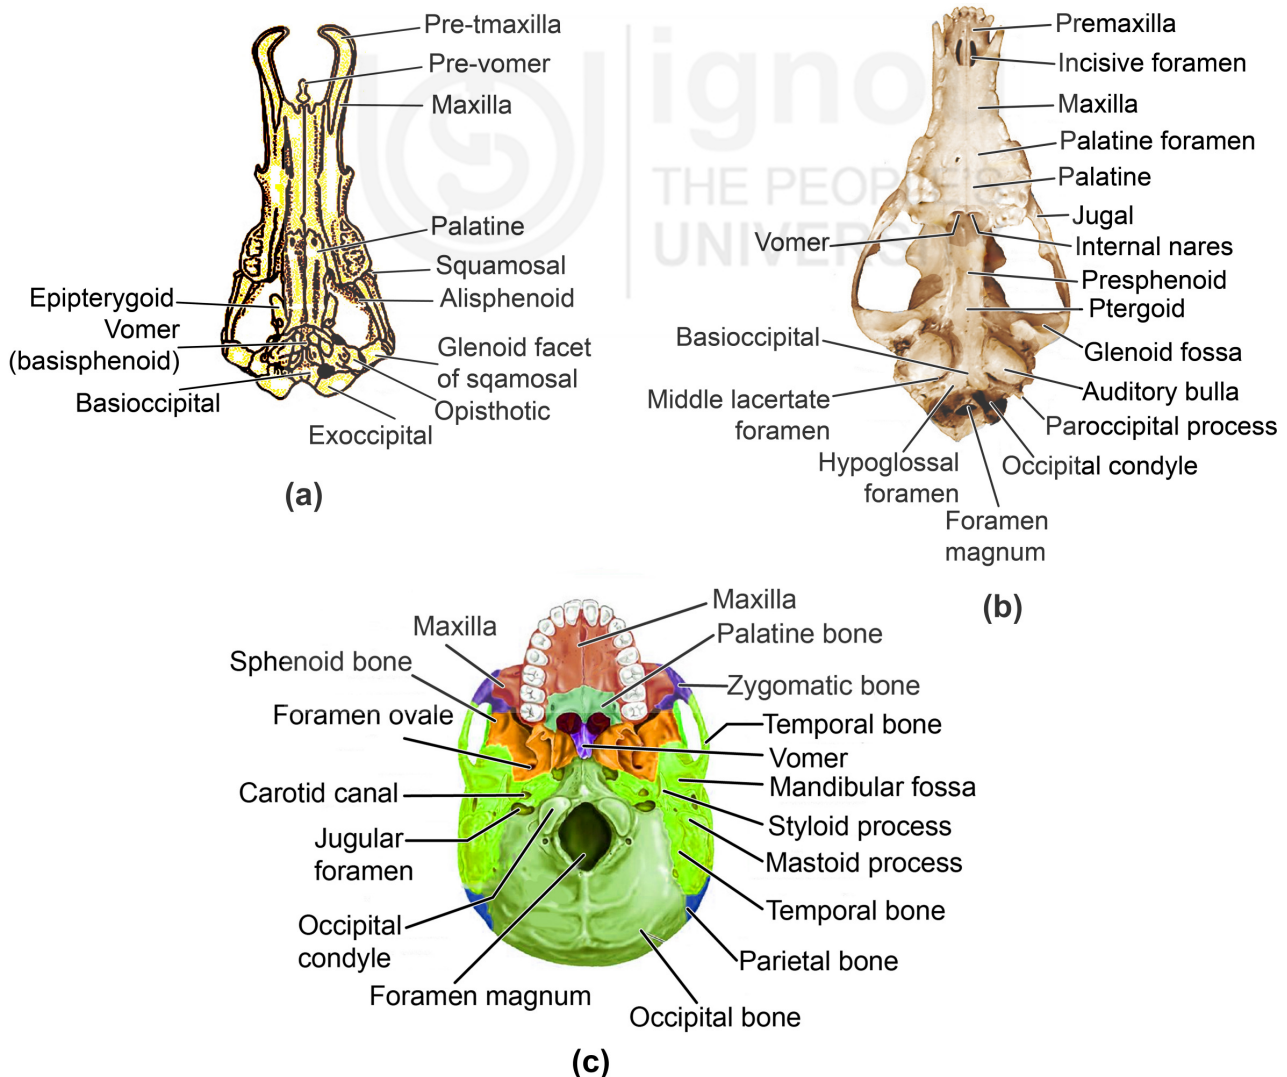 Pre-tmaxilla
Pre-vomer
Maxilla
Palatine
Squamosal
Alisphenoid
Epipterygoid
Vomer
(basisphenoid)
Basioccipital
Glenoid facet
of sqamosal
Opisthotic
Exoccipital
(a)
ignou
THE PEOPLE'S
UNIVERSITY
Premaxilla
Incisive foramen
Maxilla
Palatine foramen
Palatine
Jugal
Vomer
Internal nares
Presphenoid
Ptergoid
Basioccipital
Glenoid fossa
Auditory bulla
Middle lacertate
foramen
Paroccipital process
Hypoglossal
foramen
Occipital condyle
Foramen
magnum
(b)
Maxilla
Maxilla
Palatine bone
Sphenoid bone
Zygomatic bone
Foramen ovale
Temporal bone
Vomer
Mandibular fossa
Carotid canal
Styloid process
Jugular
foramen
Mastoid process
Temporal bone
Occipital
condyle
Parietal bone
Foramen magnum
Occipital bone
(c)